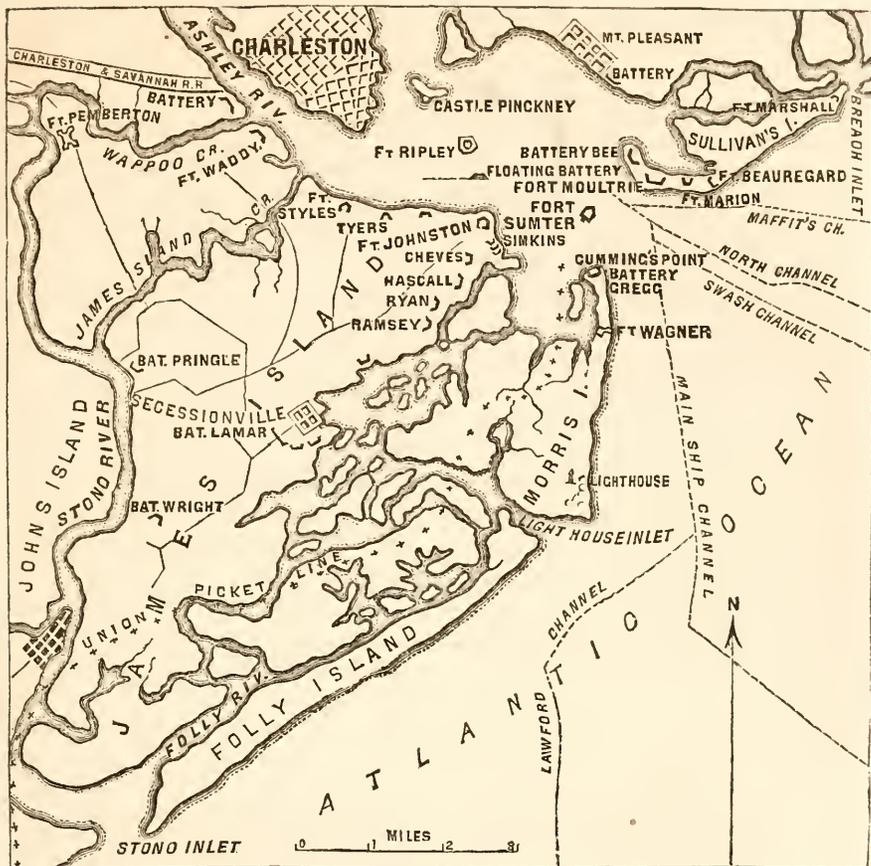 MT. PLEASANT
ASHLEY RIV.
CHARLESTON
BATTERY
CHARLESTON & SAVANNAH R.R
BATTERY
CASTLE PINCKNEY
FT. MARSHALL
BREACH INLET
FT. PEMBERTON
SULLIVAN'S I.
WAPPOO CR.
FT RIPLEY
BATTERY BEE
FT. WADDY
FLOATING BATTERY
FT. BEAUREGARD
FORT MOULTRIE
FT. MARION
FT. STYLES
FORT SUMTER
MAFFIT'S CH.
TYERS
FT. JOHNSTON
SIMKINS
JAMES ISLAND CR.
CHEVES
CUMMINGS POINT
BATTERY
GREGG
NORTH CHANNEL
HASCALL
SWASH CHANNEL
RYAN
RAMSEY
FT WAGNER
BAT. PRINGLE
SECESSIONVILLE
BAT. LAMAR
MAIN SHIP CHANNEL
MORRIS I.
JOHNS ISLAND
STONO RIVER
LIGHTHOUSE
BAT. WRIGHT
LIGHT HOUSE INLET
JAMES ISLAND
UNION PICKET LINE
N
CHANNEL
LAWFORD
FOLLY RIV.
FOLLY ISLAND
ATLANTIC OCEAN
STONO INLET
MILES
0 1 2 3